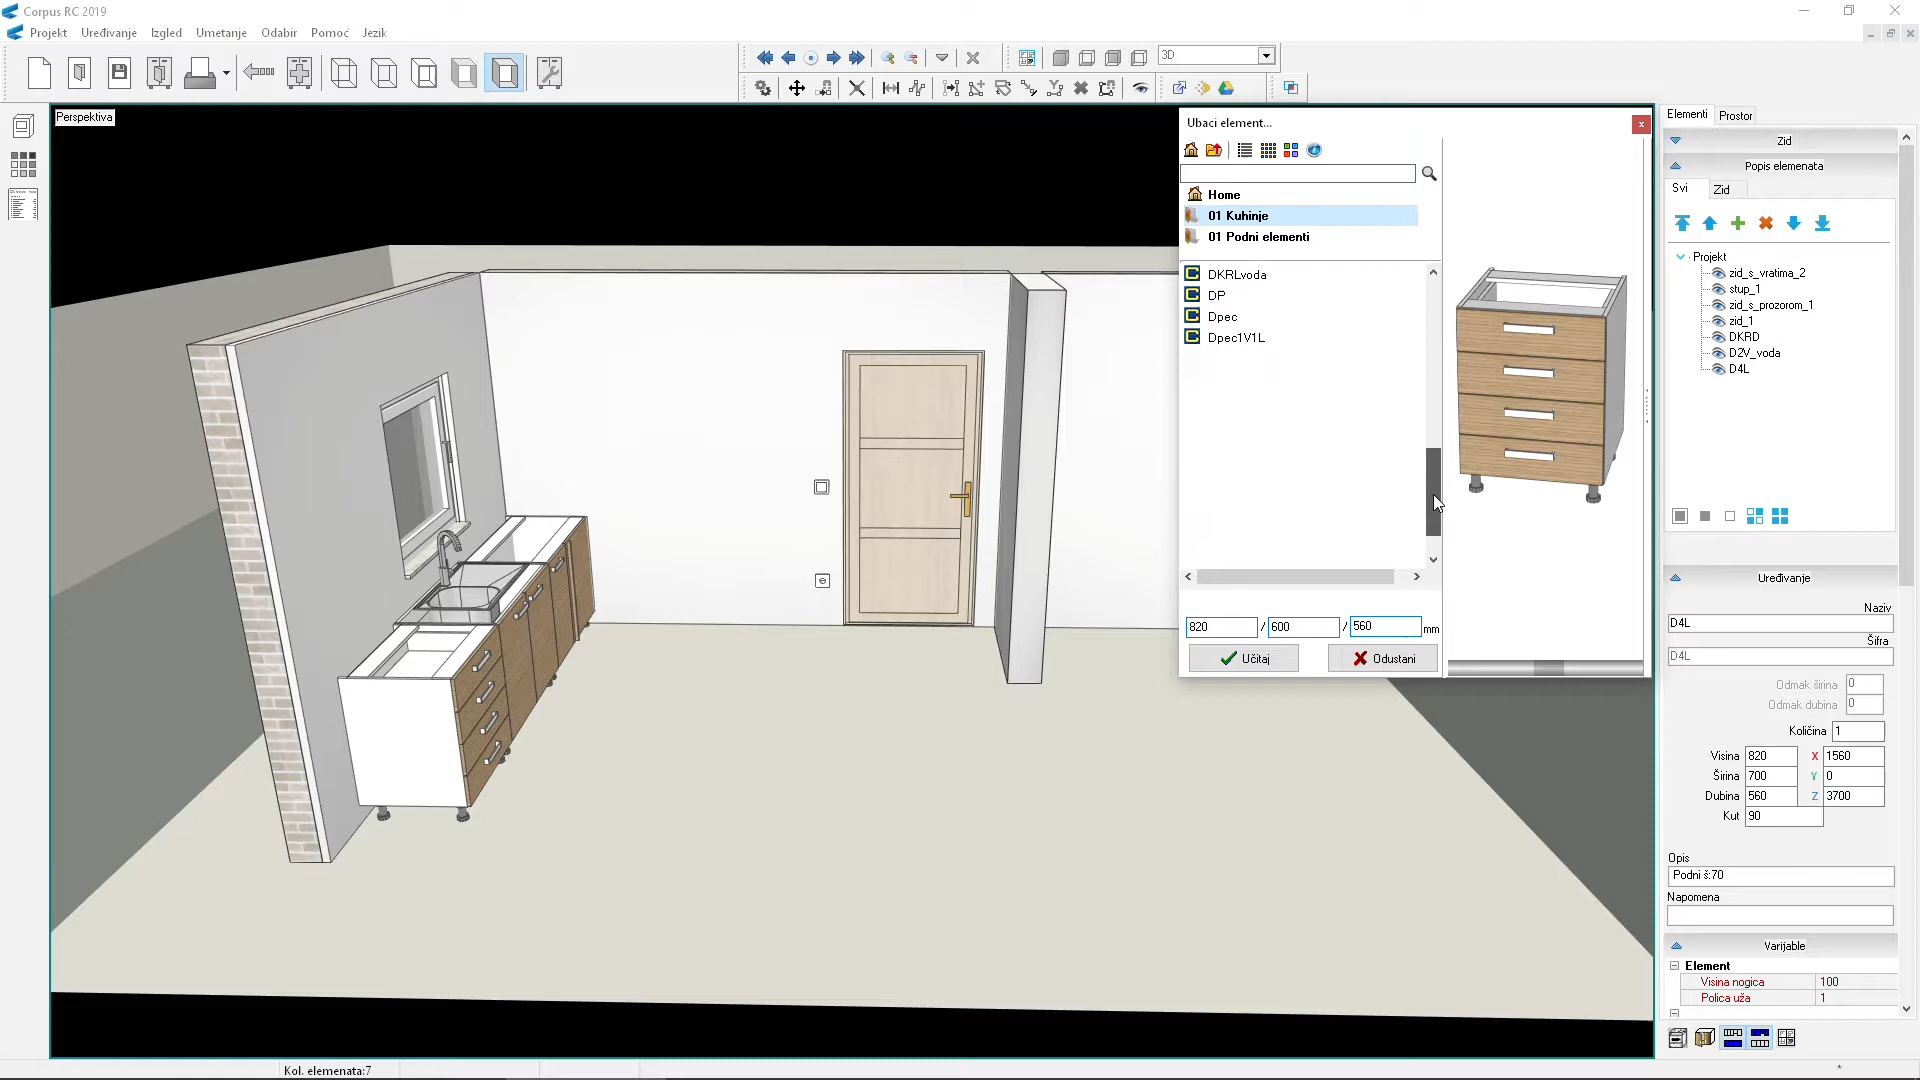 Corpus RC 2019
Projekt Uređivanje Izgled Umetanje Odabir Pomoć Jezik
3D
Perspektiva
Ubaci element...
Home
01 Kuhinje
01 Podni elementi
DKRLvoda
DP
Dpec
Dpec1V1L
820 / 600 / 560 mm
Učitaj Odustani
Elementi Prostor
Zid
Popis elemenata
Svi Zid
Projekt
zid_s_vratima_2
stup_1
zid_s_prozorom_1
zid_1
DKRD
D2V_voda
D4L
Uređivanje
Naziv
D4L
Šifra
D4L
Odmak širina 0
Odmak dubina 0
Količina 1
Visina 820 X 1560
Širina 700 Y 0
Dubina 560 Z 3700
Kut 90
Opis
Podni š:70
Napomena
Varijable
Element
Visina nogica 100
Polica uža 1
Kol. elemenata:7 *